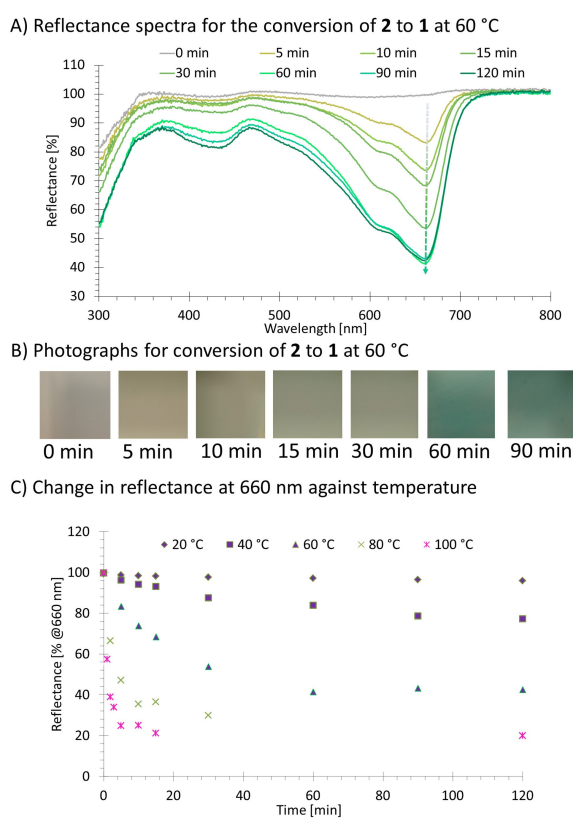 A) Reflectance spectra for the conversion of 2 to 1 at 60 °C
0 min 5 min 10 min 15 min
30 min 60 min 90 min 120 min
110
100
90
80
70
60
50
40
30
Reflectance [%]
300 400 500 600 700 800
Wavelength [nm]
B) Photographs for conversion of 2 to 1 at 60 °C
0 min 5 min 10 min 15 min 30 min 60 min 90 min
C) Change in reflectance at 660 nm against temperature
20 °C 40 °C 60 °C 80 °C 100 °C
120
100
80
60
40
20
0
Reflectance [% @660 nm]
0 20 40 60 80 100 120
Time [min]